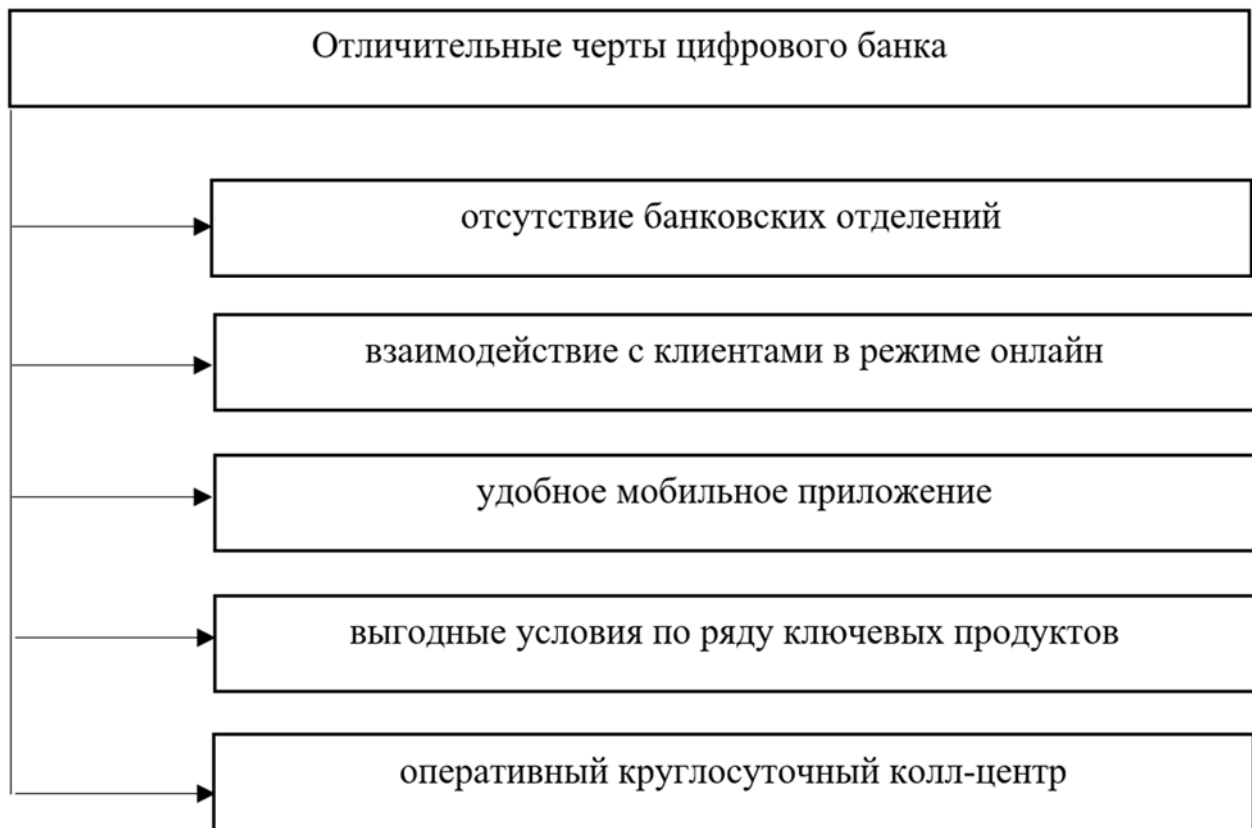 Отличительные черты цифрового банка
отсутствие банковских отделений
взаимодействие с клиентами в режиме онлайн
удобное мобильное приложение
выгодные условия по ряду ключевых продуктов
оперативный круглосуточный колл-центр